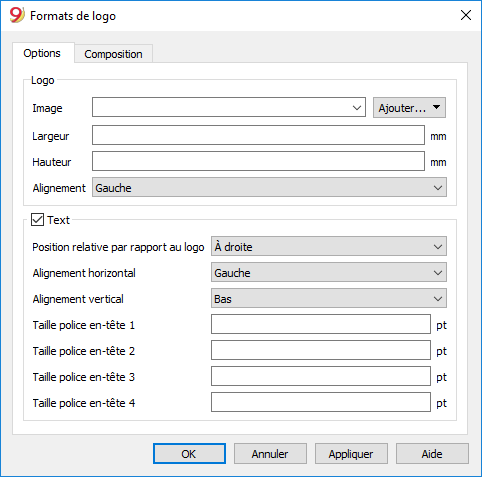 Formats de logo
Options
Composition
Logo
Image
Ajouter...
Largeur
mm
Hauteur
mm
Alignement
Gauche
Text
Position relative par rapport au logo
À droite
Alignement horizontal
Gauche
Alignement vertical
Bas
Taille police en-tête 1
pt
Taille police en-tête 2
pt
Taille police en-tête 3
pt
Taille police en-tête 4
pt
OK
Annuler
Appliquer
Aide